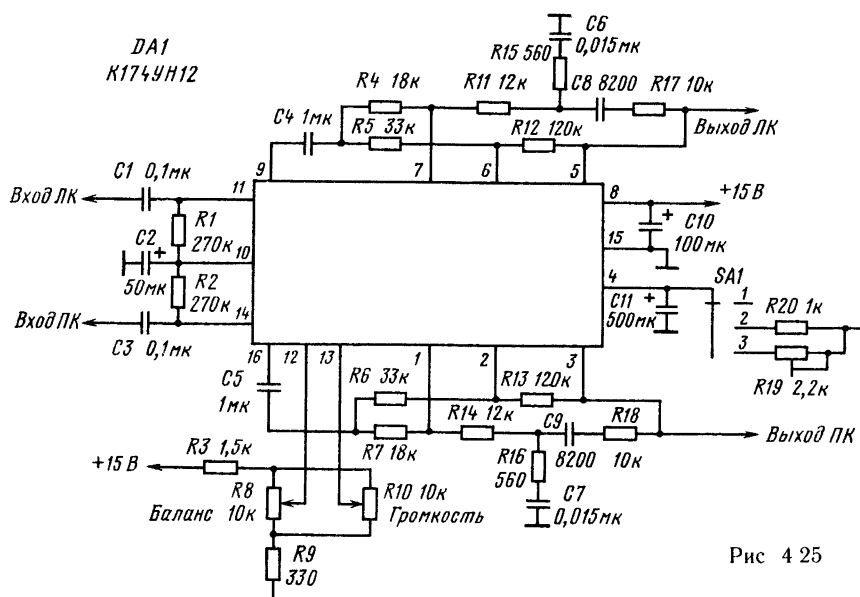 DA1
К174УН12
C6
0,015мк
R15 560
R4 18к
R11 12к
C8 8200
R17 10к
C4 1мк
R5 33к
R12 120к
Выход ЛК
9
7
6
5
C1 0,1мк
11
8
+15 В
Вход ЛК
R1
270к
C2
+
50мк
10
R2
270к
+
C10
100мк
15
4
SA1
C11
+
500мк
1
2
3
R20 1к
R19 2,2к
Вход ПК
14
C3 0,1мк
16
12
13
1
2
3
C5
1мк
R6 33к
R13 120к
R14 12к
C9
8200
R18
10к
R7 18к
Выход ПК
R16
560
C7
0,015мк
+15 В
R3 1,5к
R8
10к
Баланс
R10 10к
Громкость
R9
330
Рис 4 25